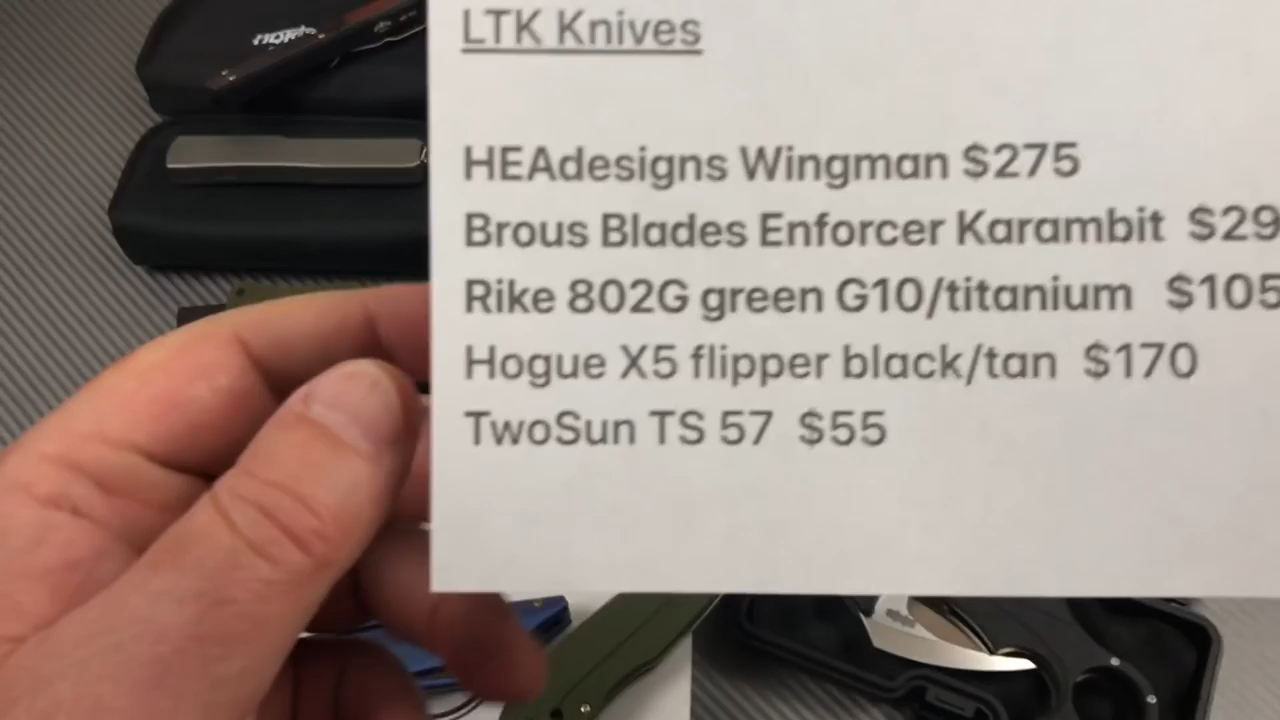 LTK Knives
HEAdesigns Wingman $275
Brous Blades Enforcer Karambit $29
Rike 802G green G10/titanium $105
Hogue X5 flipper black/tan $170
TwoSun TS 57 $55